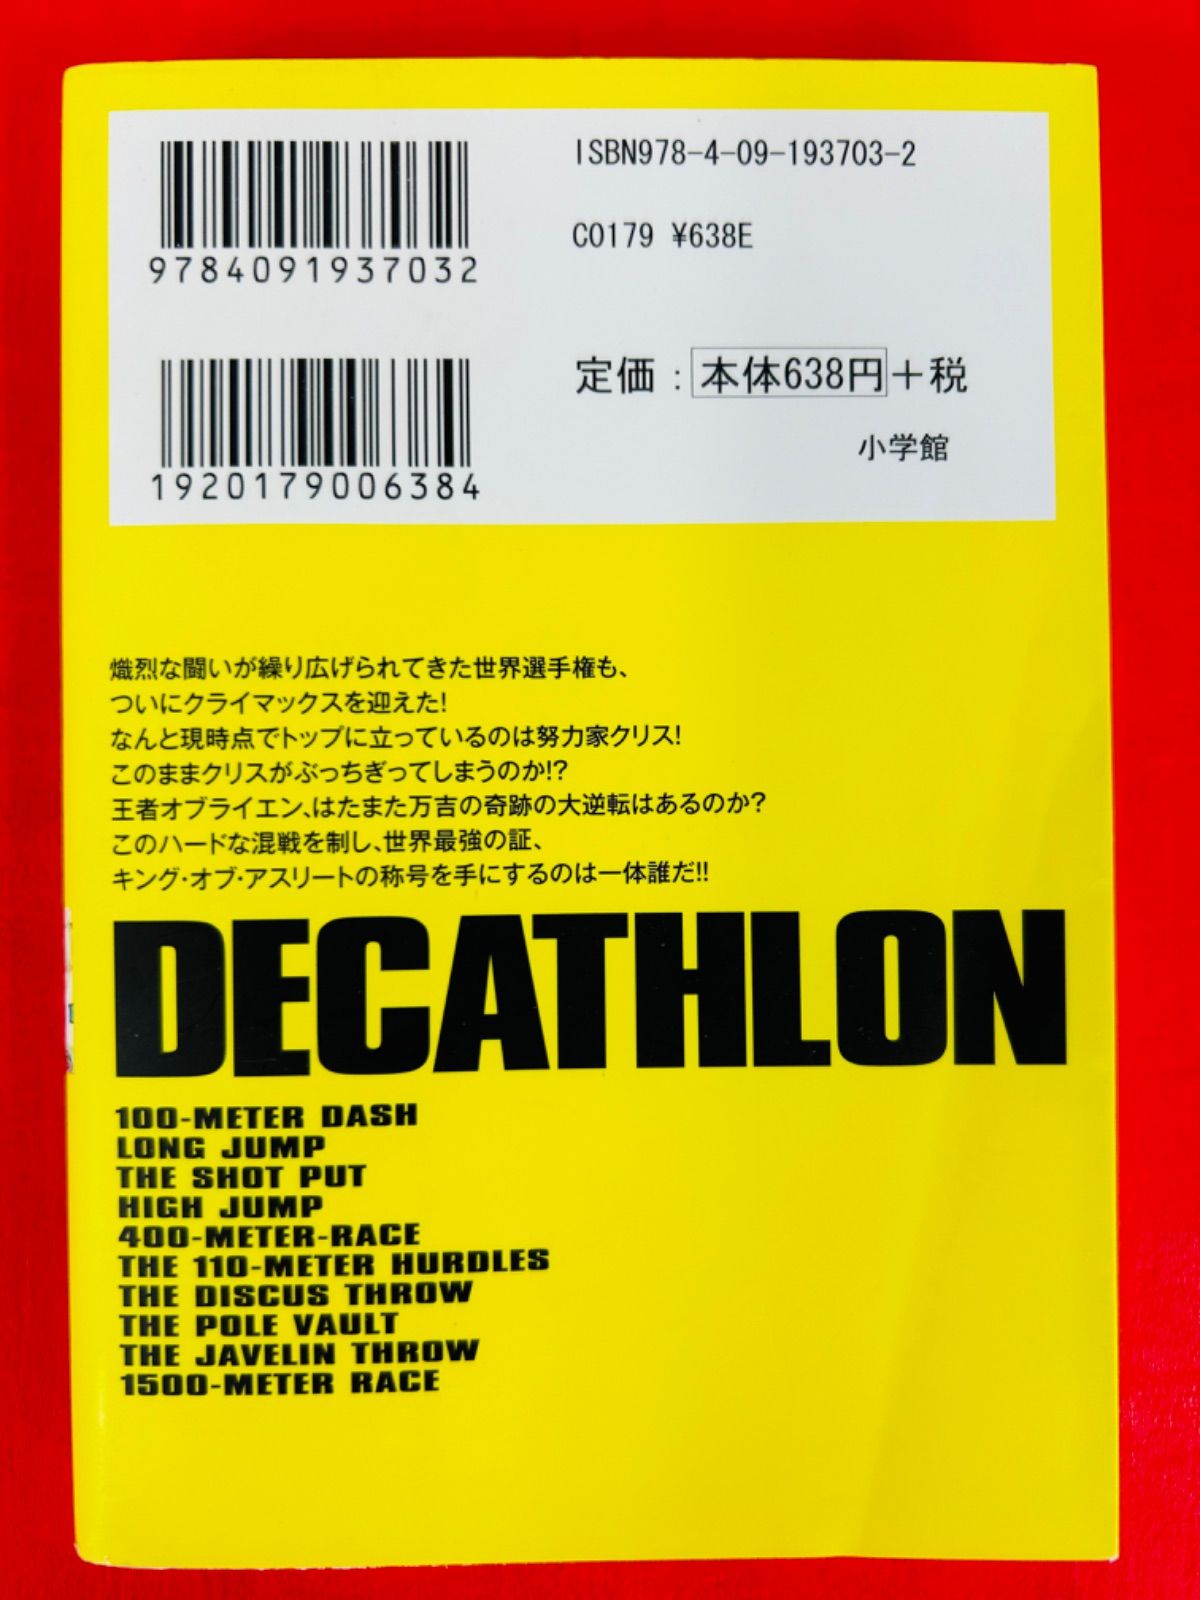 9784091937032
ISBN978-4-09-193703-2
C0179 ¥638E
1920179006384
定価：本体638円＋税
小学館
熾烈な闘いが繰り広げられてきた世界選手権も、
ついにクライマックスを迎えた!
なんと現時点でトップに立っているのは努力家クリス!
このままクリスがぶっちぎってしまうのか!?
王者オブライエン、はたまた万吉の奇跡の大逆転はあるのか?
このハードな混戦を制し、世界最強の証、
キング・オブ・アスリートの称号を手にするのは一体誰だ!!
DECATHLON
100-METER DASH
LONG JUMP
THE SHOT PUT
HIGH JUMP
400-METER-RACE
THE 110-METER HURDLES
THE DISCUS THROW
THE POLE VAULT
THE JAVELIN THROW
1500-METER RACE